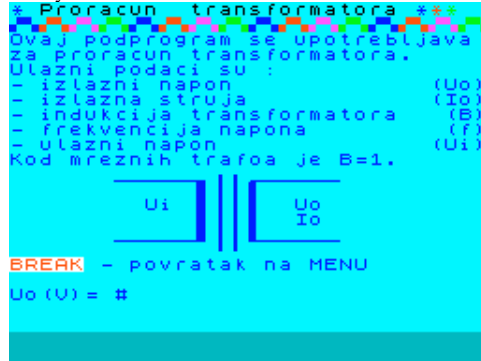 * Proracun transformatora ***
Ovaj podprogram se upotrebljava
za proracun transformatora.
Ulazni podaci su :
- izlazni napon (Uo)
- izlazna struja (Io)
- indukcija transformatora (B)
- frekvencija napona (f)
- ulazni napon (Ui)
Kod mreznih trafoa je B=1.
Ui Uo
Io
BREAK - povratak na MENU
Uo(V)= #